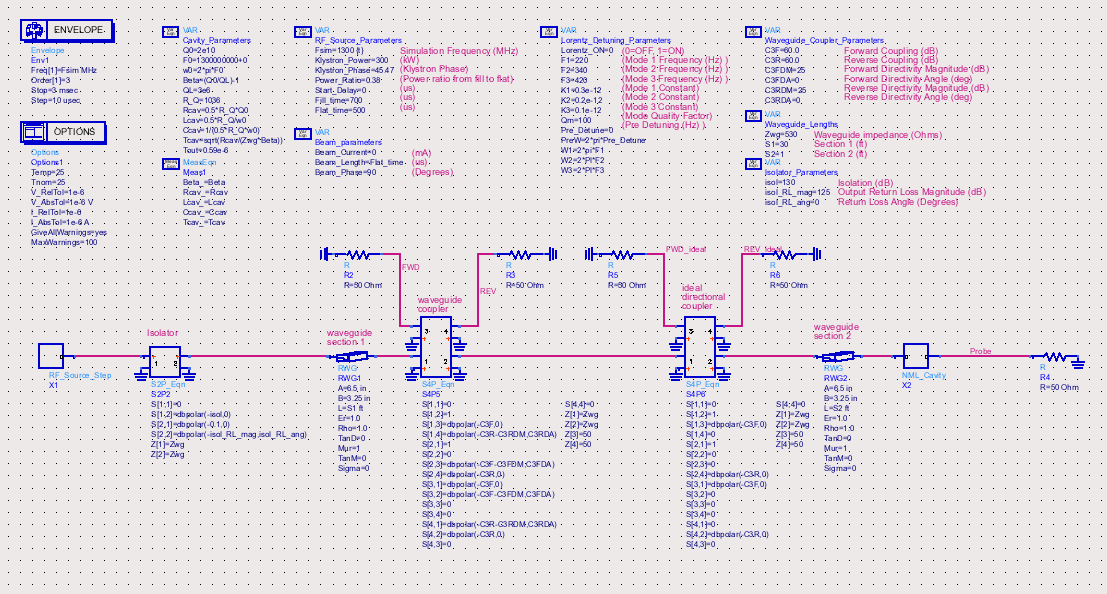 ENVELOPE
Envelope
Env1
Freq[1]=Fsim MHz
Order[1]=3
Stop=3 msec
Step=1.0 usec
OPTIONS
Options
Options1
Temp=25
Tnom=25
V_RelTol=1e-6
V_AbsTol=1e-6 V
I_RelTol=1e-6
I_AbsTol=1e-6 A
GiveAllWarnings=yes
MaxWarnings=100
VAR
Cavity_Parameters
Q0=2e10
F0=1300000000+0
w0=2*pi*F0
Beta=(Q0/QL)-1
QL=3e6
R_Q=1036
Rcav=0.5*R_Q*Q0
Lcav=0.5*R_Q/w0
Ccav=1/(0.5*R_Q*w0)
Tcav=sqrt(Rcav/(Zwg*Beta))
Tout=0.59e-6
MeasEqn
Meas1
Beta_=Beta
Rcav_=Rcav
Lcav_=Lcav
Ccav_=Ccav
Tcav_=Tcav
VAR
RF_Source_Parameters
Fsim=1300 Simulation Frequency (MHz)
Klystron_Power=300 (kW)
Klystron_Phase=45.47 (Klystron Phase)
Power_Ratio=0.38 (Power ratio from fill to flat)
Start_Delay=0 (us)
Fill_time=700 (us)
Flat_time=500 (us)
VAR
Beam_parameters
Beam_Current=0 (mA)
Beam_Length=Flat_time (us)
Beam_Phase=90 (Degrees)
VAR
Lorentz_Detuning_Parameters
Lorentz_ON=0 (0=OFF, 1=ON)
F1=220 (Mode 1 Frequency (Hz) )
F2=340 (Mode 2 Frequency (Hz) )
F3=428 (Mode 3 Frequency (Hz) )
K1=0.3e-12 (Mode 1 Constant)
K2=0.2e-12 (Mode 2 Constant)
K3=0.1e-12 (Mode 3 Constant)
Qm=100 (Mode Quality Factor)
Pre_Detune=0 (Pre Detuning (Hz) )
PreW=2*pi*Pre_Detune
W1=2*pi*F1
W2=2*PI*F2
W3=2*PI*F3
VAR
Waveguide_Coupler_Parameters
C3F=60.0 Forward Coupling (dB)
C3R=60.0 Reverse Coupling (dB)
C3FDM=25 Forward Directivity Magnitude (dB)
C3FDA=0 Forward Directivity Angle (deg)
C3RDM=25 Reverse Directivity, Magnitude (dB)
C3RDA=0 Reverse Directivity Angle (deg)
VAR
Waveguide_Lengths
Zwg=530 Waveguide impedance (Ohms)
S1=30 Section 1 (ft)
S2=1 Section 2 (ft)
VAR
Isolator_Parameters
isol=130 Isolation (dB)
isol_RL_mag=125 Output Return Loss Magnitude (dB)
isol_RL_ang=0 Return Loss Angle (Degrees)
R
R2
R=50 Ohm
FWD
REV
R
R3
R=50 Ohm
R
R5
R=50 Ohm
FWD_ideal
REV_ideal
R
R6
R=50 Ohm
RF_Source_Step
X1
Isolator
1 2
S2P_Eqn
S2P2
S[1,1]=0
S[1,2]=dbpolar(-isol,0)
S[2,1]=dbpolar(-0.1,0)
S[2,2]=dbpolar(-isol_RL_mag,isol_RL_ang)
Z[1]=Zwg
Z[2]=Zwg
waveguide
section 1
RWG
RWG1
A=6.5 in
B=3.25 in
L=S1 ft
Er=1.0
Rho=1.0
TanD=0
Mur=1
TanM=0
Sigma=0
waveguide
coupler
3 4
1 2
S4P_Eqn
S4P5
S[1,1]=0
S[1,2]=1
S[1,3]=dbpolar(-C3F,0)
S[1,4]=dbpolar(-C3R-C3RDM,C3RDA)
S[2,1]=1
S[2,2]=0
S[2,3]=dbpolar(-C3F-C3FDM,C3FDA)
S[2,4]=dbpolar(-C3R,0)
S[3,1]=dbpolar(-C3F,0)
S[3,2]=dbpolar(-C3F-C3FDM,C3FDA)
S[3,3]=0
S[3,4]=0
S[4,1]=dbpolar(-C3R-C3RDM,C3RDA)
S[4,2]=dbpolar(-C3R,0)
S[4,3]=0
S[4,4]=0
Z[1]=Zwg
Z[2]=Zwg
Z[3]=50
Z[4]=50
ideal
directional
coupler
3 4
1 2
S4P_Eqn
S4P6
S[1,1]=0
S[1,2]=1
S[1,3]=dbpolar(-C3F,0)
S[1,4]=0
S[2,1]=1
S[2,2]=0
S[2,3]=0
S[2,4]=dbpolar(-C3R,0)
S[3,1]=dbpolar(-C3F,0)
S[3,2]=0
S[3,3]=0
S[3,4]=0
S[4,1]=0
S[4,2]=dbpolar(-C3R,0)
S[4,3]=0
S[4,4]=0
Z[1]=Zwg
Z[2]=Zwg
Z[3]=50
Z[4]=50
waveguide
section 2
RWG
RWG2
A=6.5 in
B=3.25 in
L=S2 ft
Er=1.0
Rho=1.0
TanD=0
Mur=1
TanM=0
Sigma=0
NML_Cavity
X2
Probe
R
R4
R=50 Ohm